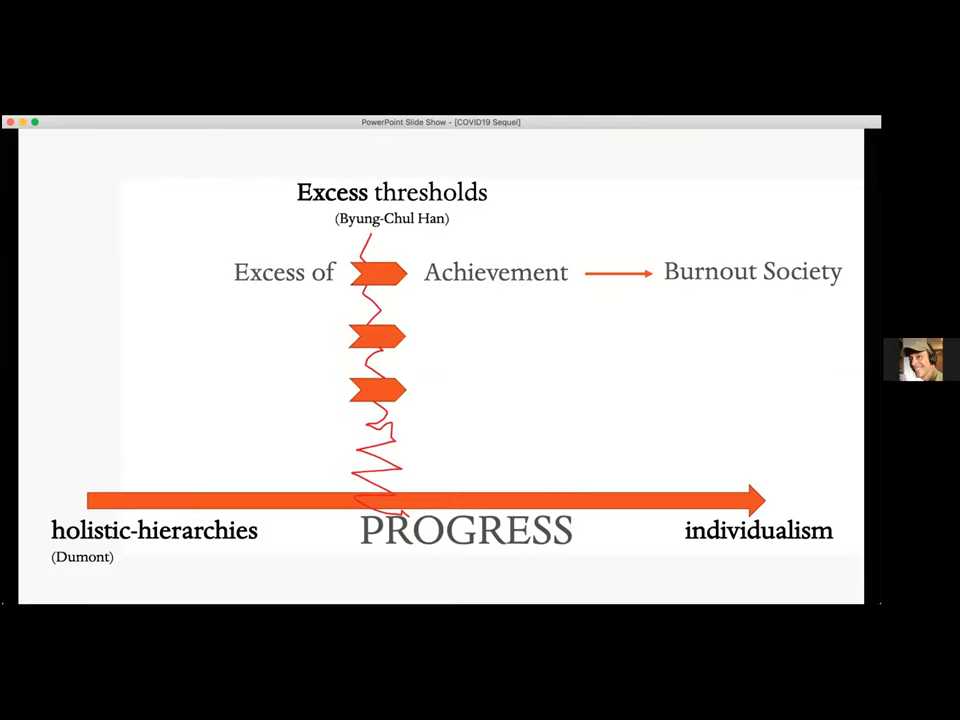 PowerPoint Slide Show - [COVID19 Sequel]
Excess thresholds
(Byung-Chul Han)
Excess of Achievement Burnout Society
holistic-hierarchies PROGRESS individualism
(Dumont)